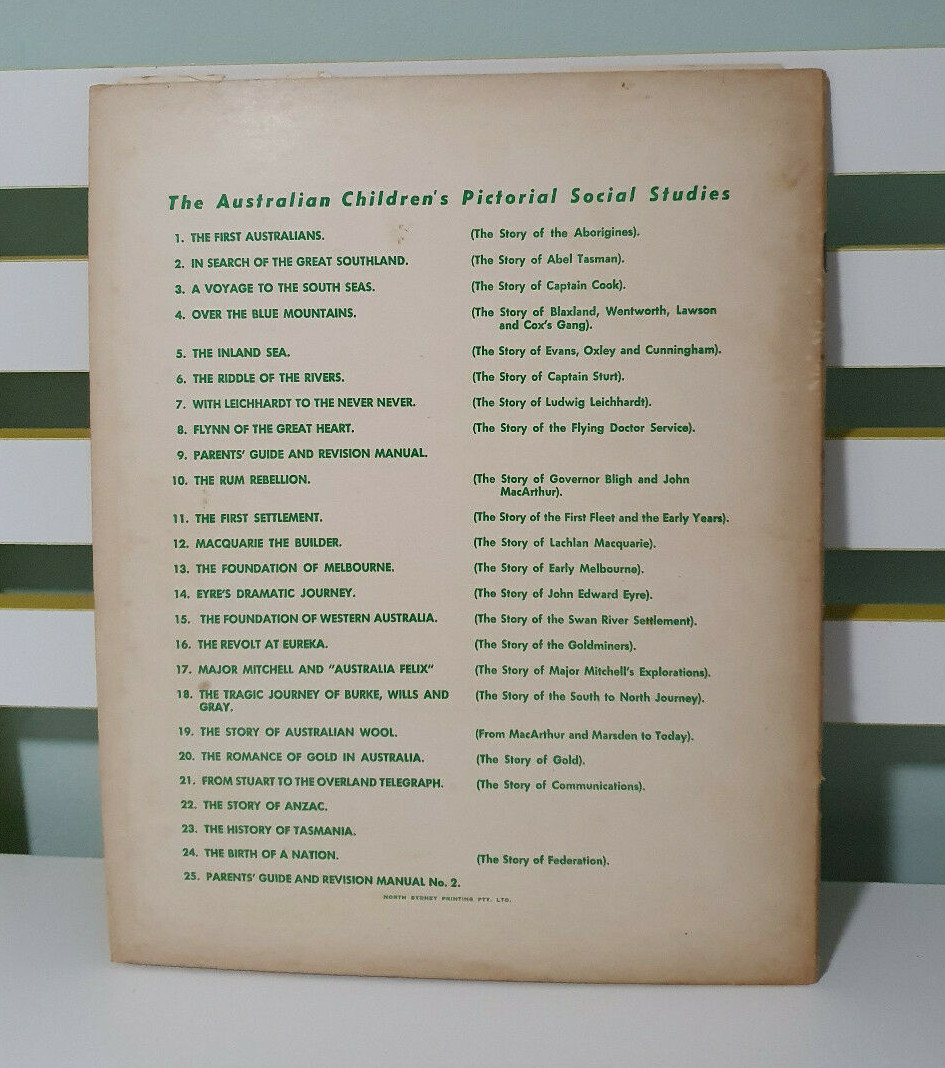 The Australian Children's Pictorial Social Studies
1. THE FIRST AUSTRALIANS. (The Story of the Aborigines).
2. IN SEARCH OF THE GREAT SOUTHLAND. (The Story of Abel Tasman).
3. A VOYAGE TO THE SOUTH SEAS. (The Story of Captain Cook).
4. OVER THE BLUE MOUNTAINS. (The Story of Blaxland, Wentworth, Lawson
and Cox's Gang).
5. THE INLAND SEA. (The Story of Evans, Oxley and Cunningham).
6. THE RIDDLE OF THE RIVERS. (The Story of Captain Sturt).
7. WITH LEICHHARDT TO THE NEVER NEVER. (The Story of Ludwig Leichhardt).
8. FLYNN OF THE GREAT HEART. (The Story of the Flying Doctor Service).
9. PARENTS' GUIDE AND REVISION MANUAL.
10. THE RUM REBELLION. (The Story of Governor Bligh and John
MacArthur).
11. THE FIRST SETTLEMENT. (The Story of the First Fleet and the Early Years).
12. MACQUARIE THE BUILDER. (The Story of Lachlan Macquarie).
13. THE FOUNDATION OF MELBOURNE. (The Story of Early Melbourne).
14. EYRE'S DRAMATIC JOURNEY. (The Story of John Edward Eyre).
15. THE FOUNDATION OF WESTERN AUSTRALIA. (The Story of the Swan River Settlement).
16. THE REVOLT AT EUREKA. (The Story of the Goldminers).
17. MAJOR MITCHELL AND "AUSTRALIA FELIX" (The Story of Major Mitchell's Explorations).
18. THE TRAGIC JOURNEY OF BURKE, WILLS AND (The Story of the South to North Journey).
GRAY.
19. THE STORY OF AUSTRALIAN WOOL. (From MacArthur and Marsden to Today).
20. THE ROMANCE OF GOLD IN AUSTRALIA. (The Story of Gold).
21. FROM STUART TO THE OVERLAND TELEGRAPH. (The Story of Communications).
22. THE STORY OF ANZAC.
23. THE HISTORY OF TASMANIA.
24. THE BIRTH OF A NATION. (The Story of Federation).
25. PARENTS' GUIDE AND REVISION MANUAL No. 2.
NORTH SYDNEY PRINTING PTY. LTD.